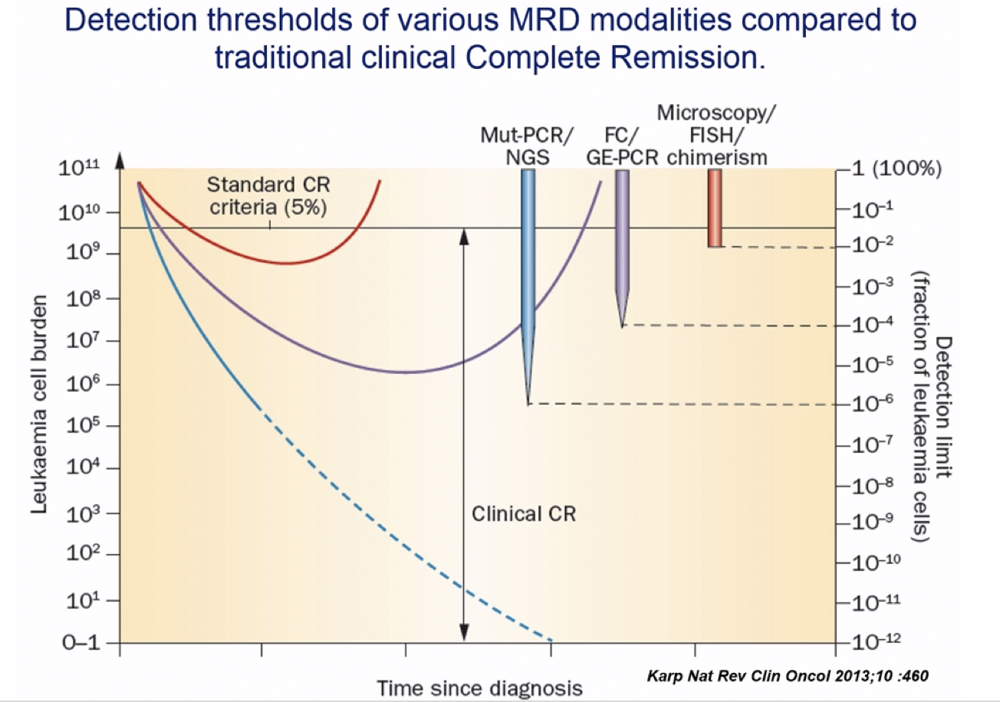 Detection thresholds of various MRD modalities compared to
traditional clinical Complete Remission.
Microscopy/
Mut-PCR/ FC/ FISH/
NGS GE-PCR chimerism
10¹¹
10¹⁰
10⁹
10⁸
10⁷
10⁶
10⁵
10⁴
10³
10²
10¹
0–1
Leukaemia cell burden
Standard CR
criteria (5%)
Clinical CR
1 (100%)
10⁻¹
10⁻²
10⁻³
10⁻⁴
10⁻⁵
10⁻⁶
10⁻⁷
10⁻⁸
10⁻⁹
10⁻¹⁰
10⁻¹¹
10⁻¹²
Detection limit
(fraction of leukaemia cells)
Time since diagnosis
Karp Nat Rev Clin Oncol 2013;10 :460